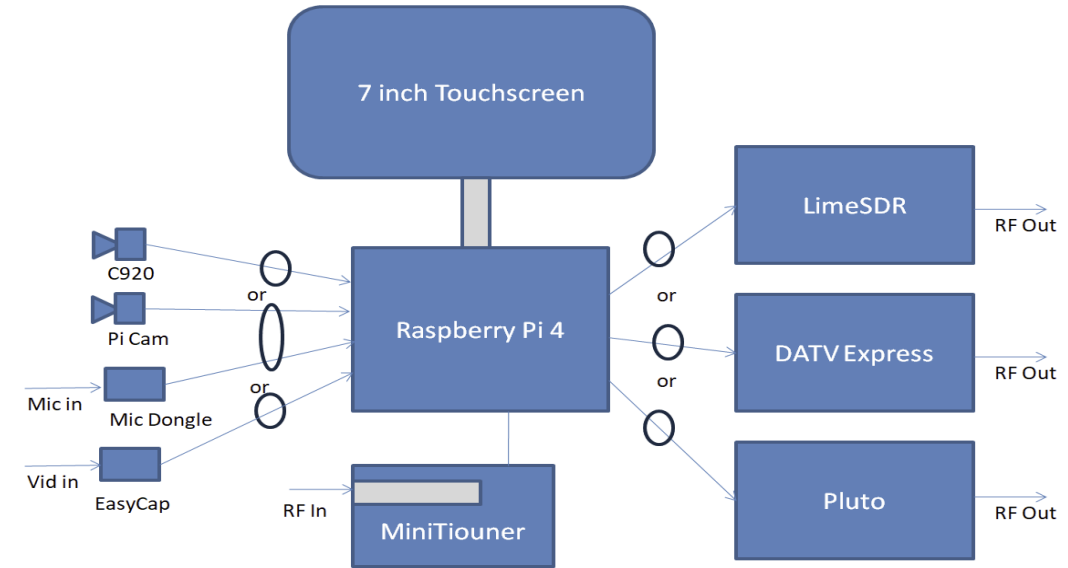 7 inch Touchscreen
LimeSDR
RF Out
C920
or
or
Pi Cam
Raspberry Pi 4
DATV Express
RF Out
or
or
Mic in
Mic Dongle
Vid in
EasyCap
RF In
MiniTiouner
Pluto
RF Out